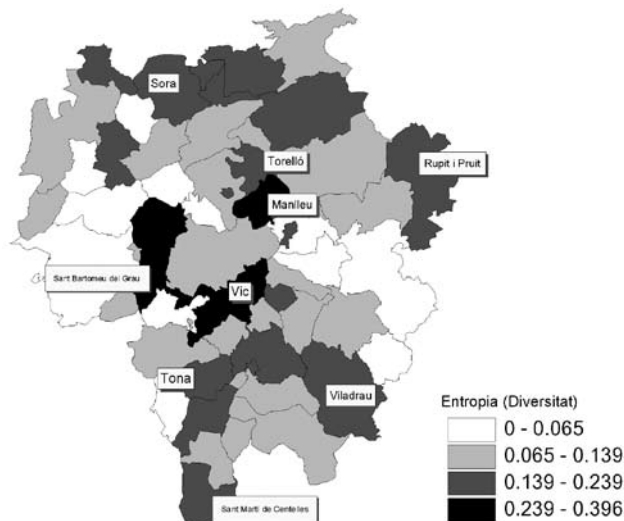 Sora
Torelló
Rupit i Pruit
Manlleu
Sant Bartomeu del Grau
Vic
Tona
Viladrau
Sant Martí de Centelles
Entropia (Diversitat)
0 - 0.065
0.065 - 0.139
0.139 - 0.239
0.239 - 0.396